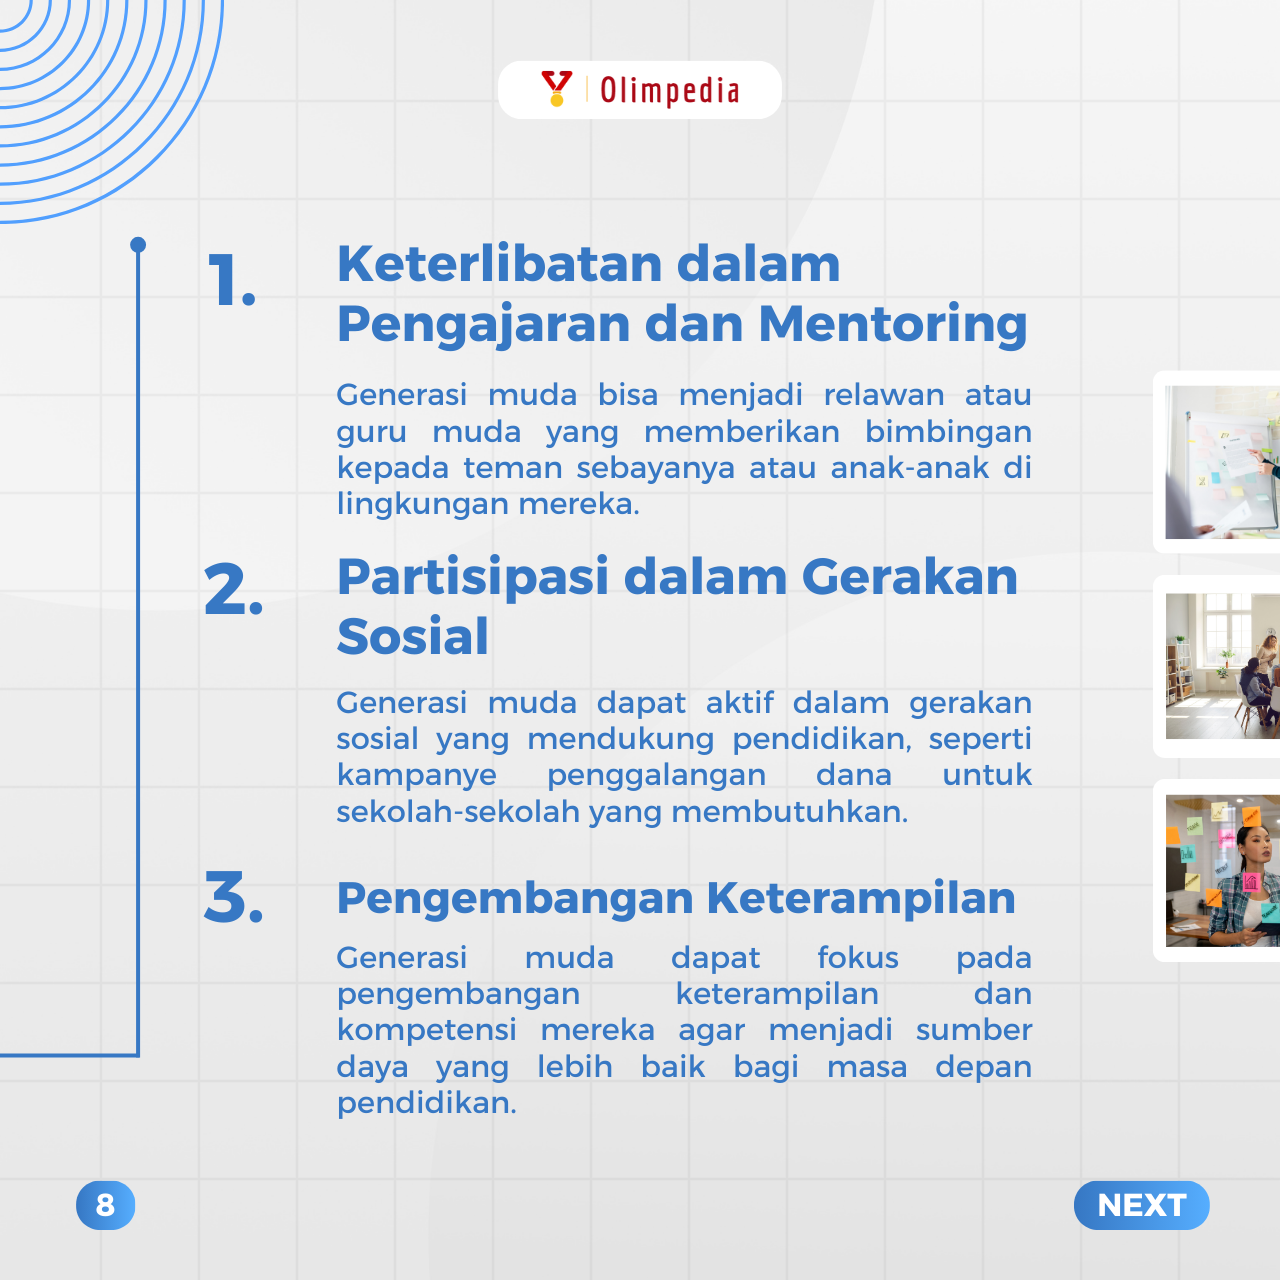 Olimpedia
1.
Keterlibatan dalam
Pengajaran dan Mentoring
Generasi muda bisa menjadi relawan atau
guru muda yang memberikan bimbingan
kepada teman sebayanya atau anak-anak di
lingkungan mereka.
2.
Partisipasi dalam Gerakan
Sosial
Generasi muda dapat aktif dalam gerakan
sosial yang mendukung pendidikan, seperti
kampanye penggalangan dana untuk
sekolah-sekolah yang membutuhkan.
3.
Pengembangan Keterampilan
Generasi muda dapat fokus pada
pengembangan keterampilan dan
kompetensi mereka agar menjadi sumber
daya yang lebih baik bagi masa depan
pendidikan.
8
NEXT